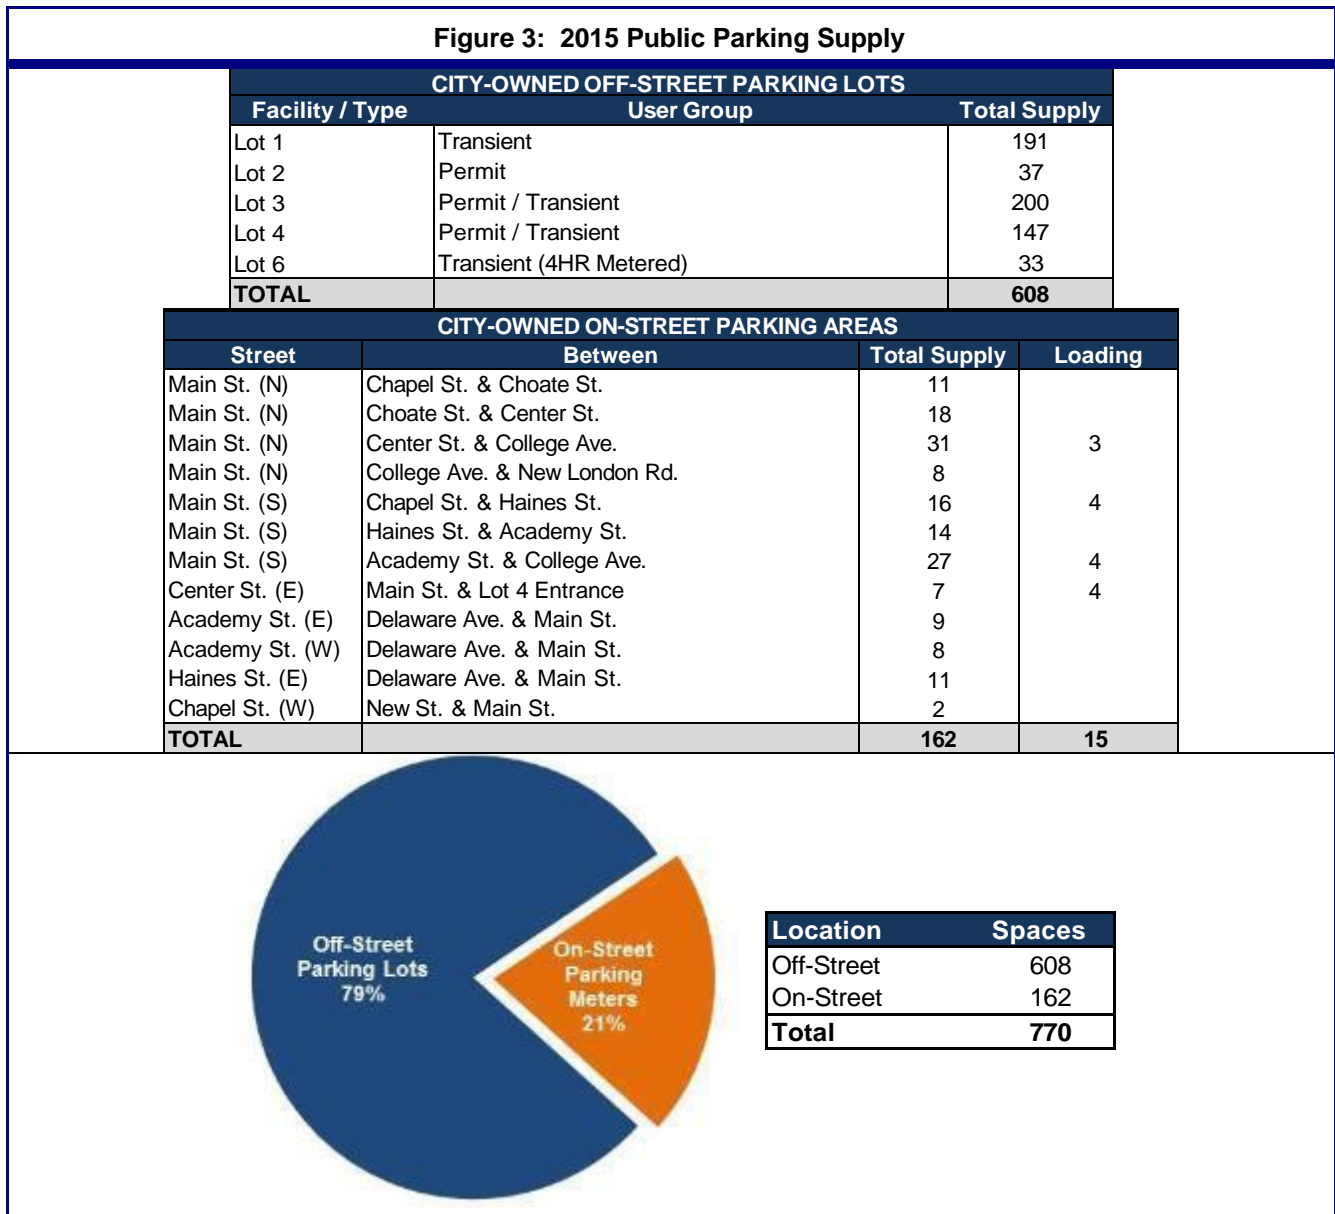 Figure 3: 2015 Public Parking Supply
CITY-OWNED OFF-STREET PARKING LOTS
Facility / Type User Group Total Supply
Lot 1 Transient 191
Lot 2 Permit 37
Lot 3 Permit / Transient 200
Lot 4 Permit / Transient 147
Lot 6 Transient (4HR Metered) 33
TOTAL 608
CITY-OWNED ON-STREET PARKING AREAS
Street Between Total Supply Loading
Main St. (N) Chapel St. & Choate St. 11
Main St. (N) Choate St. & Center St. 18
Main St. (N) Center St. & College Ave. 31 3
Main St. (N) College Ave. & New London Rd. 8
Main St. (S) Chapel St. & Haines St. 16 4
Main St. (S) Haines St. & Academy St. 14
Main St. (S) Academy St. & College Ave. 27 4
Center St. (E) Main St. & Lot 4 Entrance 7 4
Academy St. (E) Delaware Ave. & Main St. 9
Academy St. (W) Delaware Ave. & Main St. 8
Haines St. (E) Delaware Ave. & Main St. 11
Chapel St. (W) New St. & Main St. 2
TOTAL 162 15
Off-Street
Parking Lots
79%
On-Street
Parking
Meters
21%
Location Spaces
Off-Street 608
On-Street 162
Total 770